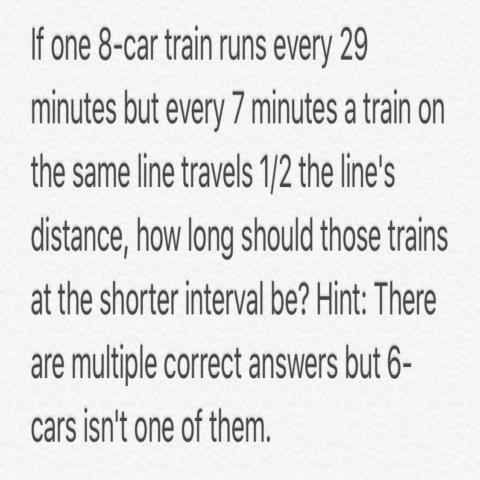 If one 8-car train runs every 29
minutes but every 7 minutes a train on
the same line travels 1/2 the line's
distance, how long should those trains
at the shorter interval be? Hint: There
are multiple correct answers but 6-
cars isn't one of them.